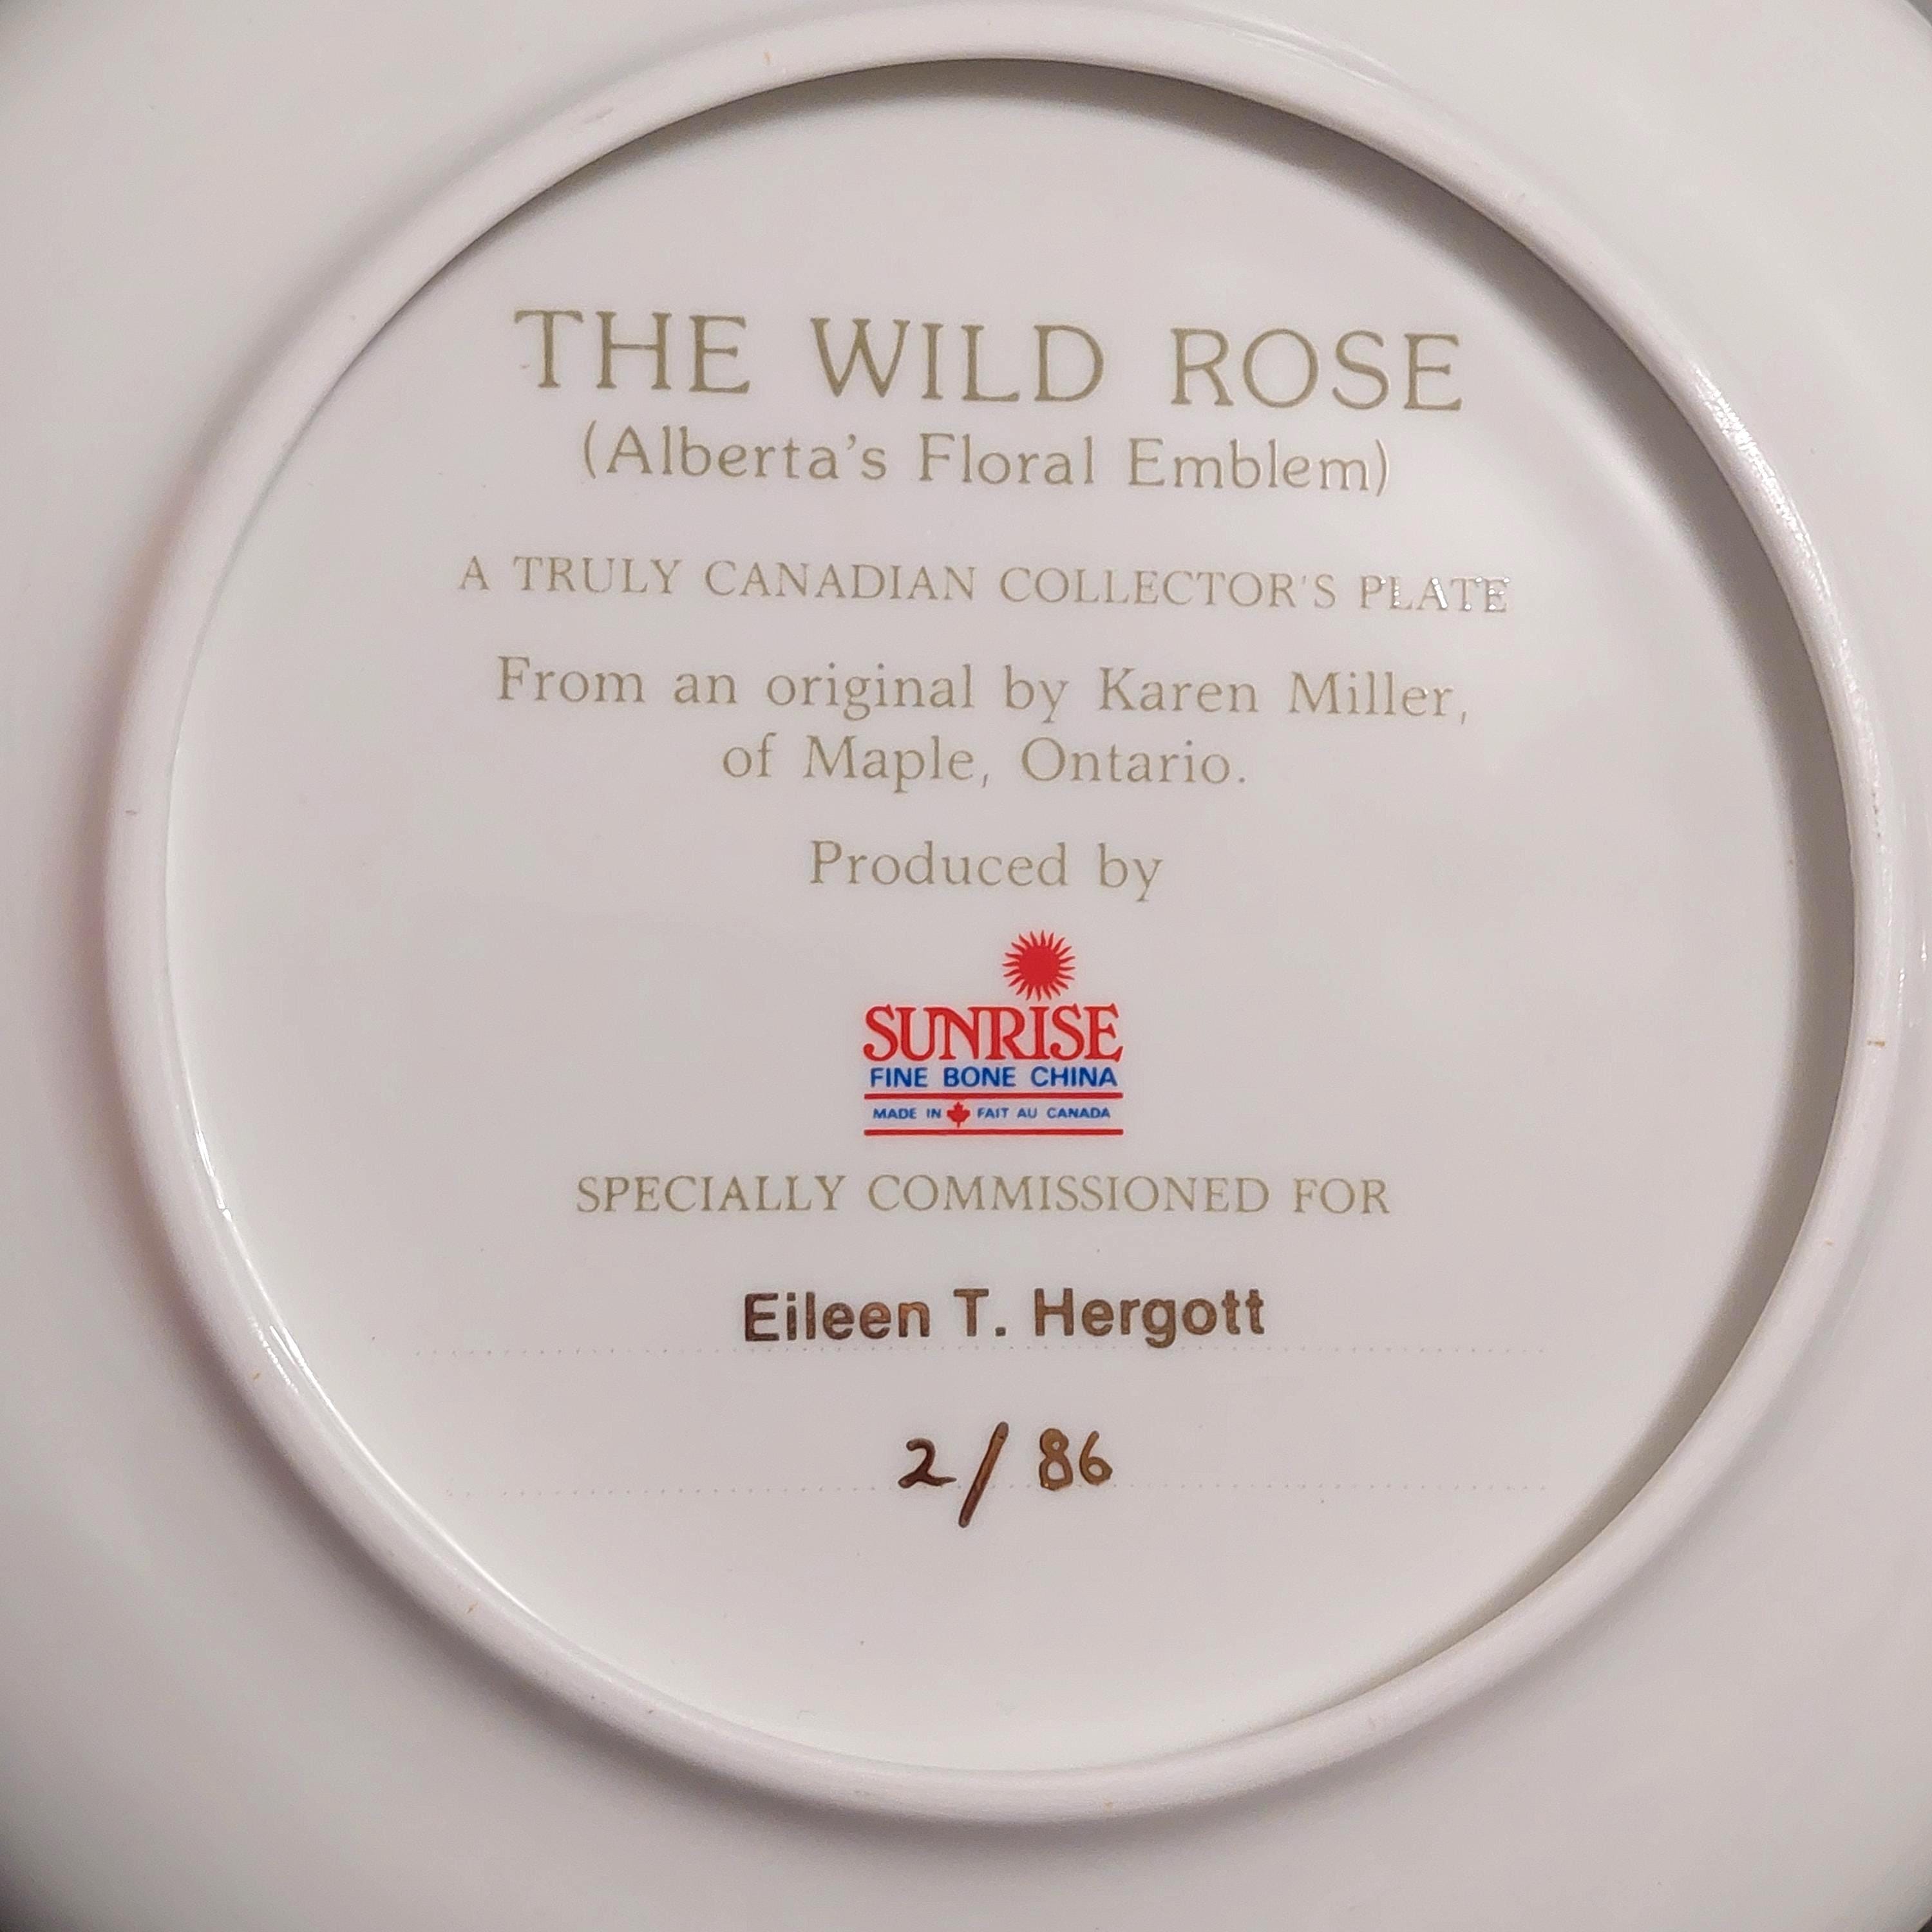 THE WILD ROSE
(Alberta's Floral Emblem)
A TRULY CANADIAN COLLECTOR'S PLATE
From an original by Karen Miller,
of Maple, Ontario.
Produced by
SUNRISE
FINE BONE CHINA
MADE IN FAIT AU CANADA
SPECIALLY COMMISSIONED FOR
Eileen T. Hergott
2/86